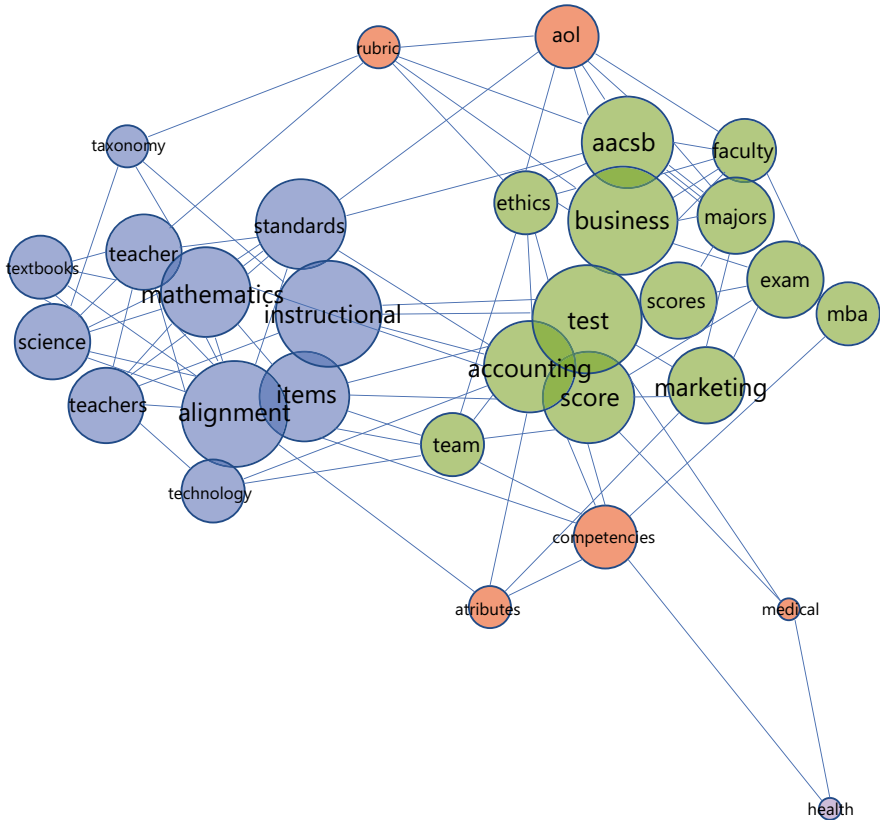 aol
rubric
aacsb
taxonomy
faculty
ethics
majors
business
standards
teacher
textbooks
exam
mathematics
scores
instructional
mba
test
science
accounting
marketing
items
score
teachers
alignment
team
technology
competencies
atributes
medical
health